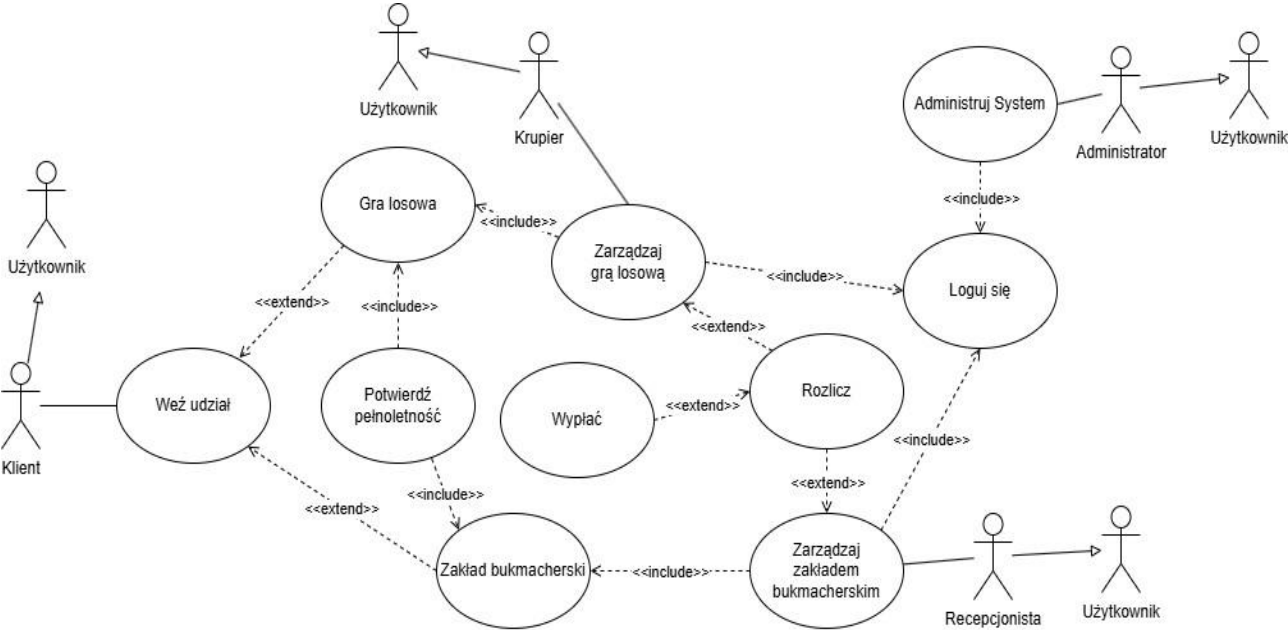 Użytkownik
Krupier
Administruj System
Administrator
Użytkownik
Użytkownik
Gra losowa
<<include>>
Zarządzaj
grą losową
<<include>>
<<include>>
Loguj się
<<extend>>
<<include>>
<<extend>>
Klient
Weź udział
Potwierdź
pełnoletność
Wypłać
<<extend>>
Rozlicz
<<include>>
<<extend>>
<<include>>
<<extend>>
Zakład bukmacherski
<<include>>
Zarządzaj
zakładem
bukmacherskim
Recepcjonista
Użytkownik